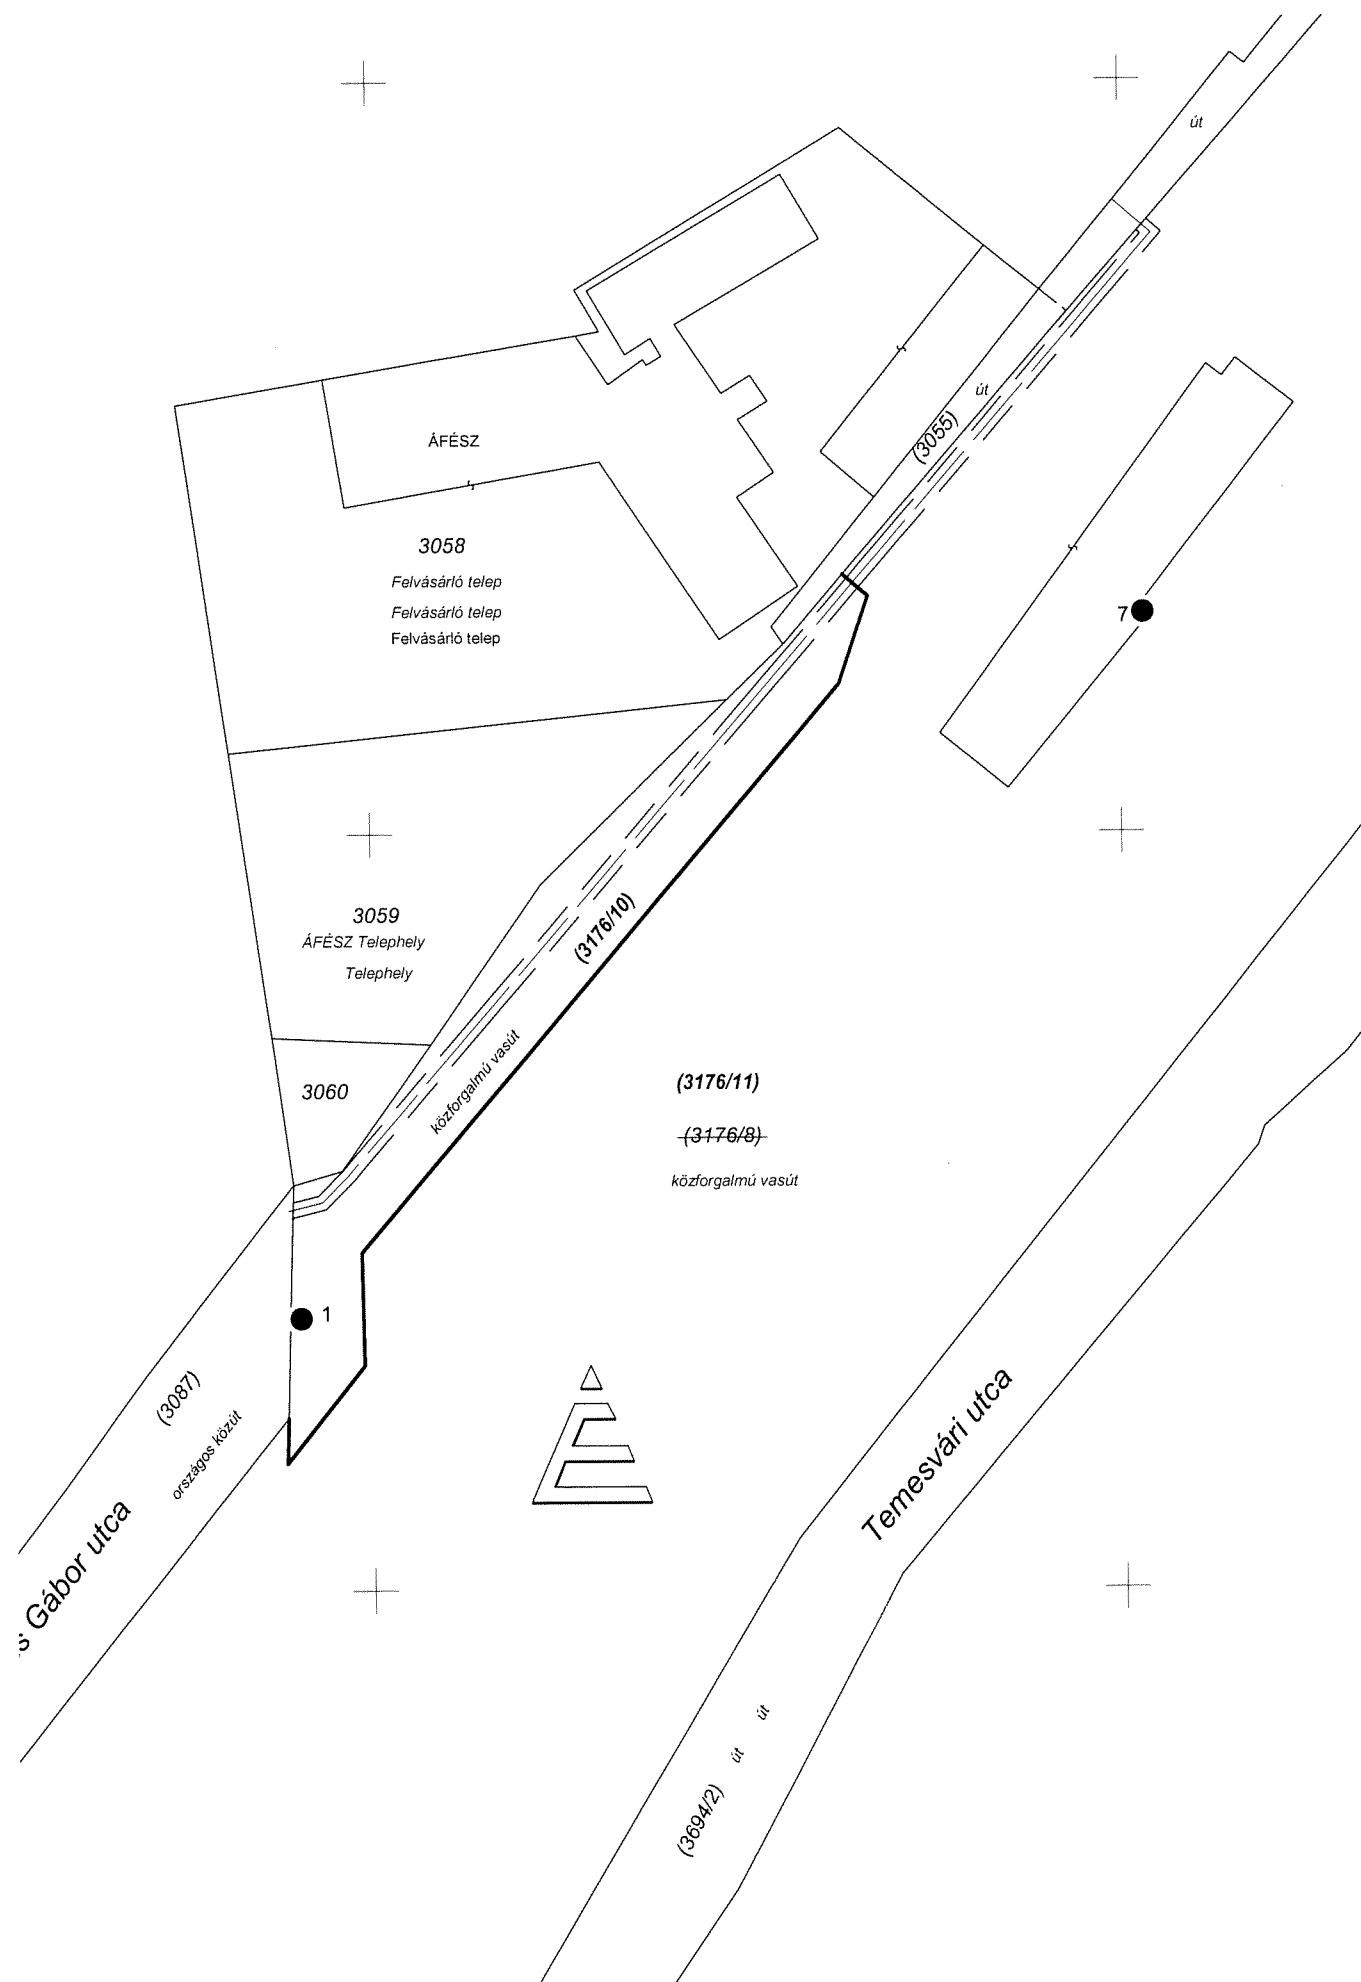 út
út
(3055)
ÁFÉSZ
3058
Felvásárló telep
Felvásárló telep
Felvásárló telep
7
3059
ÁFÉSZ Telephely
Telephely
(3176/10)
közforgalmú vasút
3060
(3176/11)
(3176/8)
közforgalmú vasút
1
(3087)
országos közút
s Gábor utca
Temesvári utca
út
út
(3694/2)